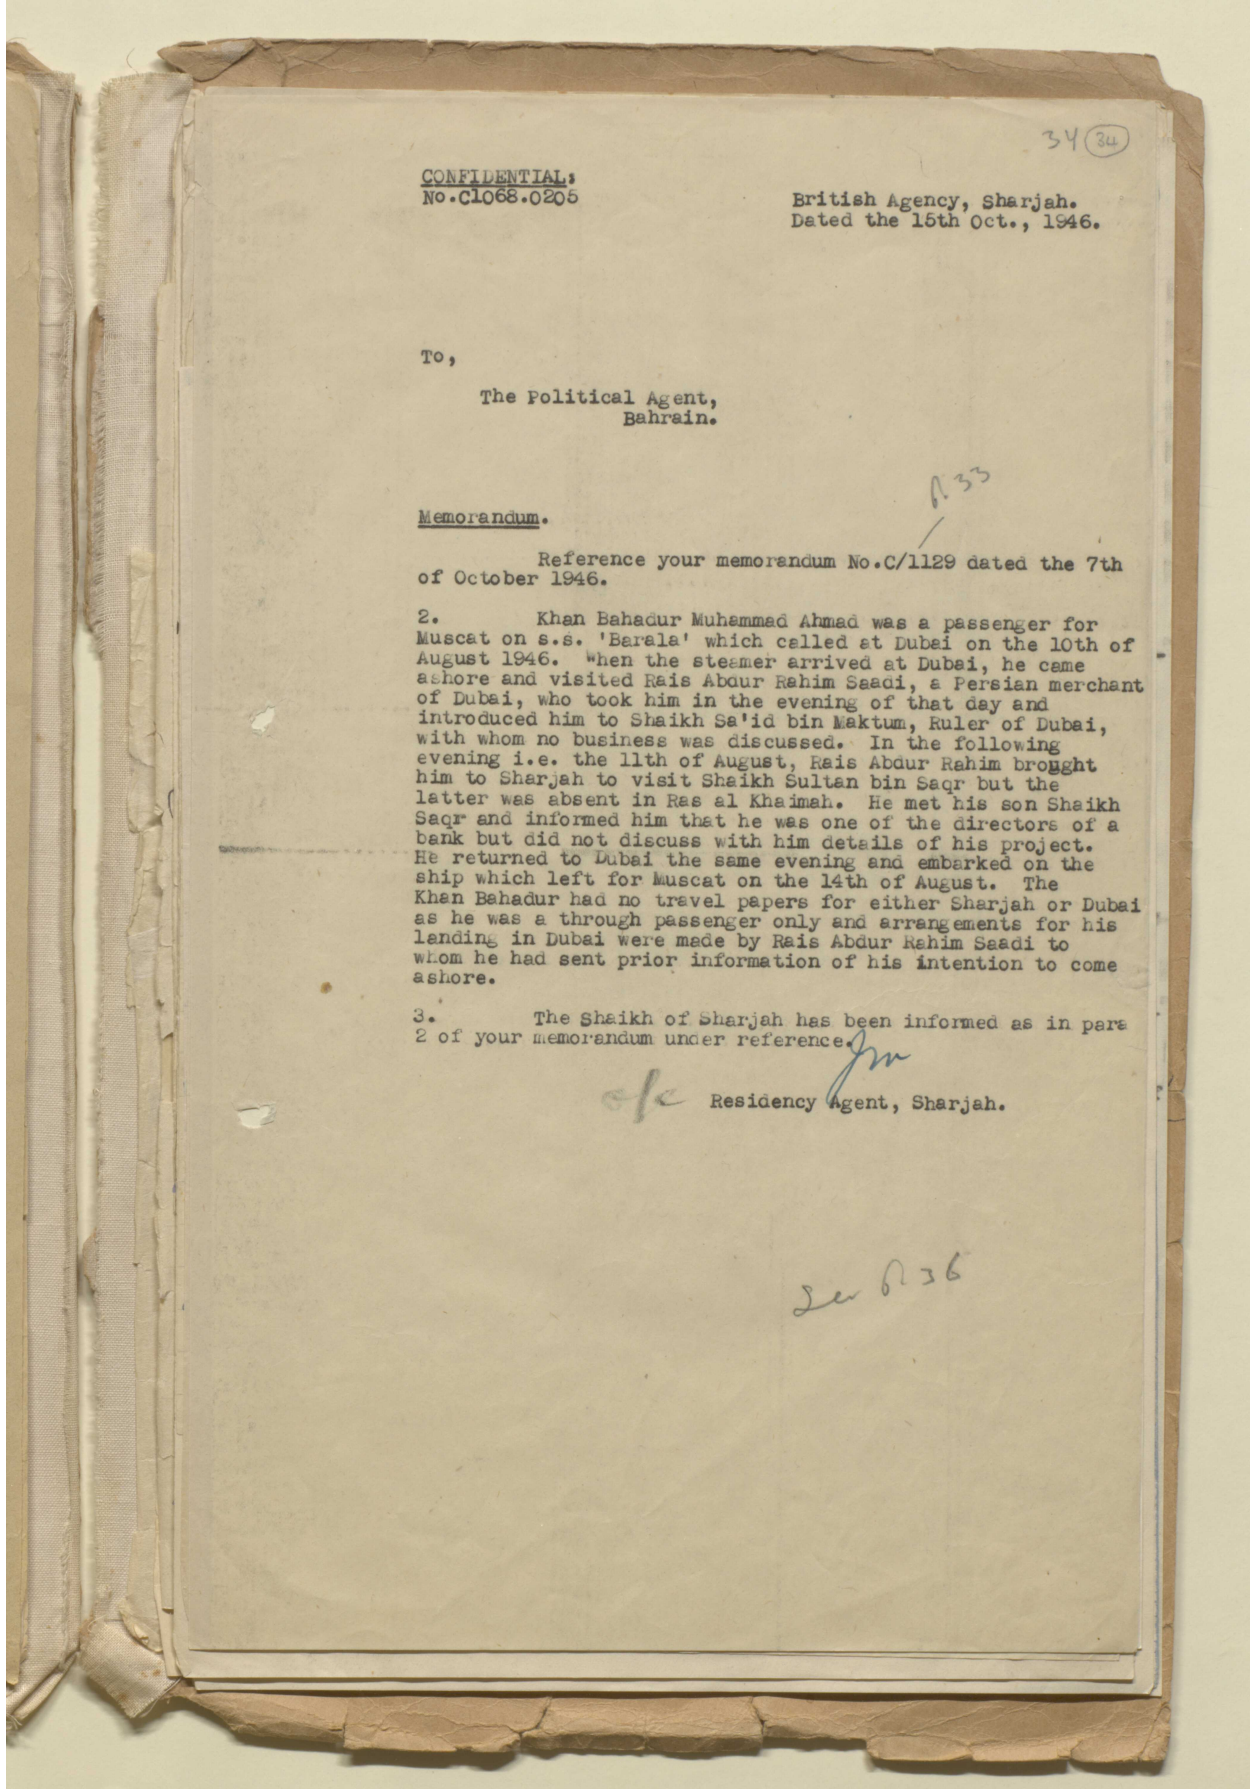 34 34
CONFIDENTIAL;
No.C1068.0205
British Agency, Sharjah.
Dated the 15th Oct., 1946.
To,
The Political Agent,
Bahrain.
P. 33
Memorandum.
Reference your memorandum No.C/1129 dated the 7th
of October 1946.
2. Khan Bahadur Muhammad Ahmad was a passenger for
Muscat on s.s. 'Barala' which called at Dubai on the 10th of
August 1946. When the steamer arrived at Dubai, he came
ashore and visited Rais Abdur Rahim Saadi, a Persian merchant
of Dubai, who took him in the evening of that day and
introduced him to Shaikh Sa'id bin Maktum, Ruler of Dubai,
with whom no business was discussed. In the following
evening i.e. the 11th of August, Rais Abdur Rahim brought
him to Sharjah to visit Shaikh Sultan bin Saqr but the
latter was absent in Ras al Khaimah. He met his son Shaikh
Saqr and informed him that he was one of the directors of a
bank but did not discuss with him details of his project.
He returned to Dubai the same evening and embarked on the
ship which left for Muscat on the 14th of August. The
Khan Bahadur had no travel papers for either Sharjah or Dubai
as he was a through passenger only and arrangements for his
landing in Dubai were made by Rais Abdur Rahim Saadi to
whom he had sent prior information of his intention to come
ashore.
3. The Shaikh of Sharjah has been informed as in para
2 of your memorandum under reference.
o/c Residency Agent, Sharjah.
See P. 36